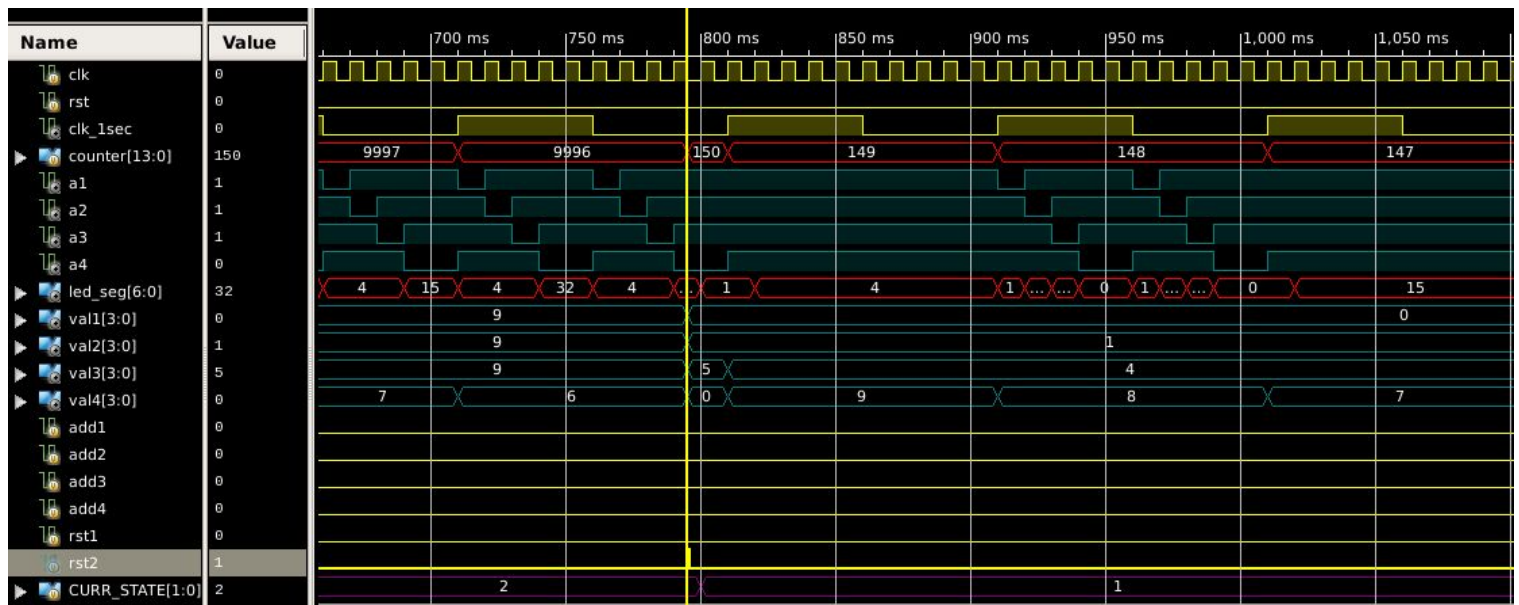 Name Value 700 ms 750 ms 800 ms 850 ms 900 ms 950 ms 1,000 ms 1,050 ms
clk 0
rst 0
clk_1sec 0
counter[13:0] 150 9997 9996 150 149 148 147
a1 1
a2 1
a3 1
a4 0
led_seg[6:0] 32 4 15 4 32 4 ... 1 4 1 ... ... 0 1 ... ... 0 15
val1[3:0] 0 9 0
val2[3:0] 1 9 1
val3[3:0] 5 9 5 4
val4[3:0] 0 7 6 0 9 8 7
add1 0
add2 0
add3 0
add4 0
rst1 0
rst2 1
CURR_STATE[1:0] 2 2 1